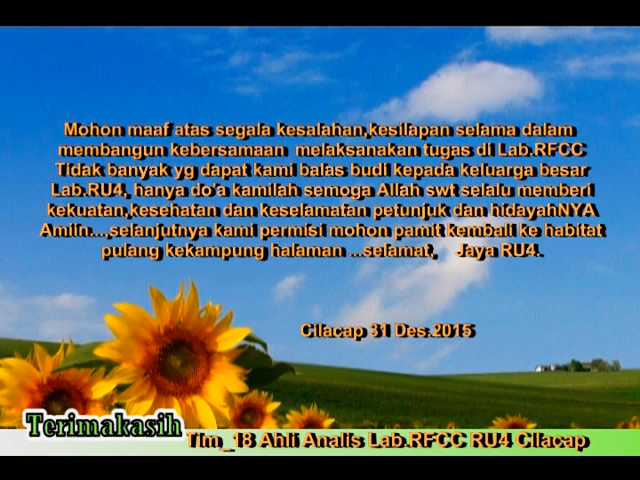 Mohon maaf atas segala kesalahan,kesilapan selama dalam
membangun kebersamaan melaksanakan tugas di Lab.RFCC
Tidak banyak yg dapat kami balas budi kepada keluarga besar
Lab.RU4, hanya do'a kamilah semoga Allah swt selalu memberi
kekuatan,kesehatan dan keselamatan petunjuk dan hidayahNYA
Amiin...,selanjutnya kami permisi mohon pamit kembali ke habitat
pulang kekampung halaman ...selamat, Jaya RU4.
Cilacap 31 Des.2015
Terimakasih
Tim_18 Ahli Analis Lab.RFCC RU4 Cilacap